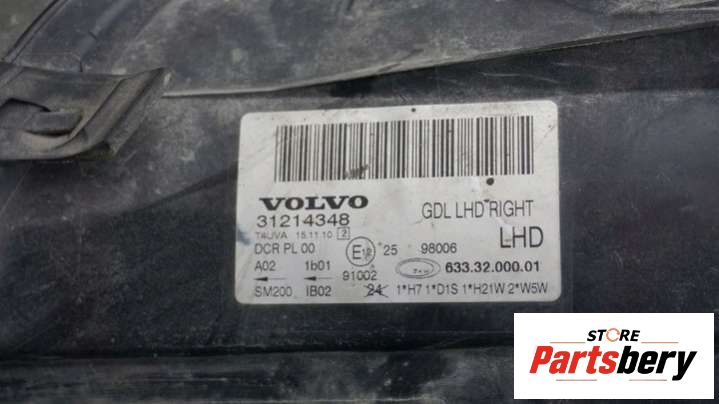 VOLVO
31214348
TAUVA 15.11.10 2
GDL LHD RIGHT
LHD
DCR PL 00
25
98006
A02 1b01
91002
633.32.000.01
SM200 IB02
24 1*H7 1*D1S 1*H21W 2*W5W
STORE
Partsbery